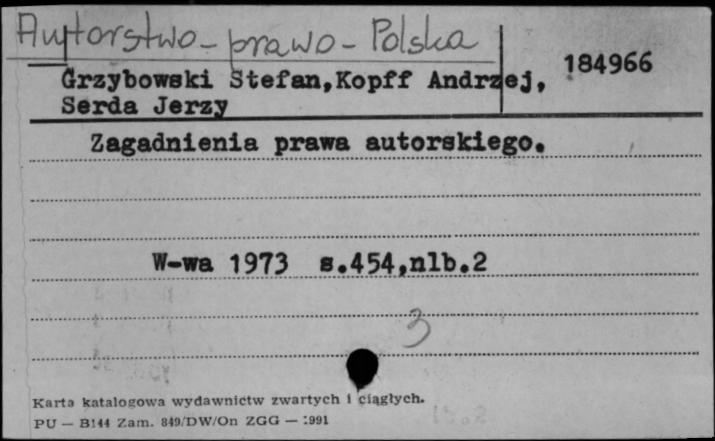 Autorstwo - prawo - Polska
184966
Grzybowski Stefan,Kopff Andrzej,
Serda Jerzy
Zagadnienia prawa autorskiego.
W-wa 1973 s.454,nlb.2
3
Karta katalogowa wydawnictw zwartych i ciągłych.
PU — B144 Zam. 849/DW/On ZGG — 1991